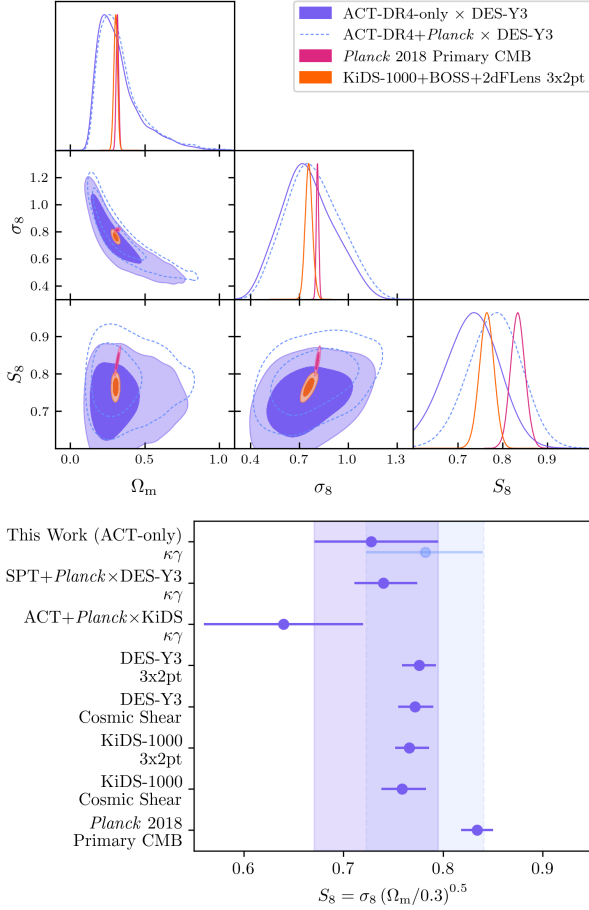 ACT-DR4-only × DES-Y3
ACT-DR4+Planck × DES-Y3
Planck 2018 Primary CMB
KiDS-1000+BOSS+2dFLens 3x2pt
1.2
1.0
0.8
0.6
0.4
σ₈
0.9
0.8
0.7
S₈
0.0 0.5 1.0
Ωₘ
0.4 0.7 1.0 1.3
σ₈
0.7 0.8 0.9
S₈
This Work (ACT-only)
κγ
SPT+Planck×DES-Y3
κγ
ACT+Planck×KiDS
κγ
DES-Y3
3x2pt
DES-Y3
Cosmic Shear
KiDS-1000
3x2pt
KiDS-1000
Cosmic Shear
Planck 2018
Primary CMB
0.6 0.7 0.8 0.9
S₈ = σ₈ (Ωₘ/0.3)^0.5